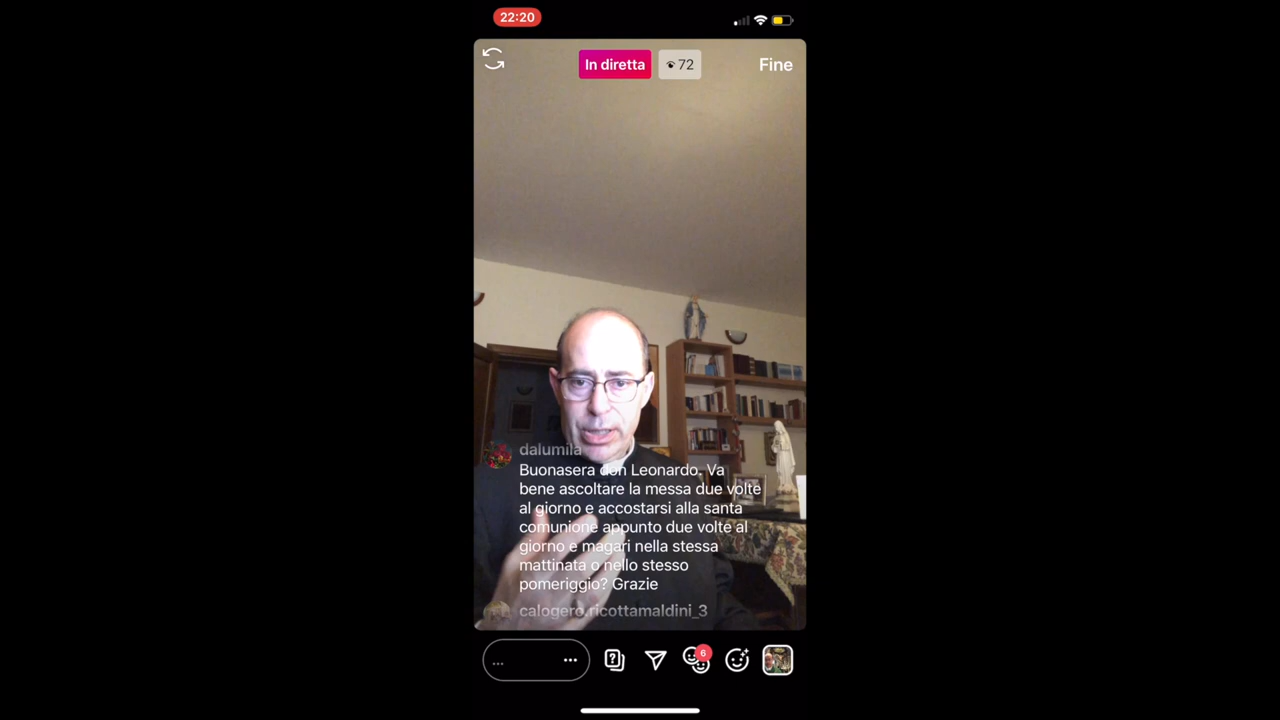 22:20
In diretta
72
Fine
dalumila
Buonasera don Leonardo. Va
bene ascoltare la messa due volte
al giorno e accostarsi alla santa
comunione appunto due volte al
giorno e magari nella stessa
mattinata o nello stesso
pomeriggio? Grazie
calogero.ricottamaldini_3
...
6